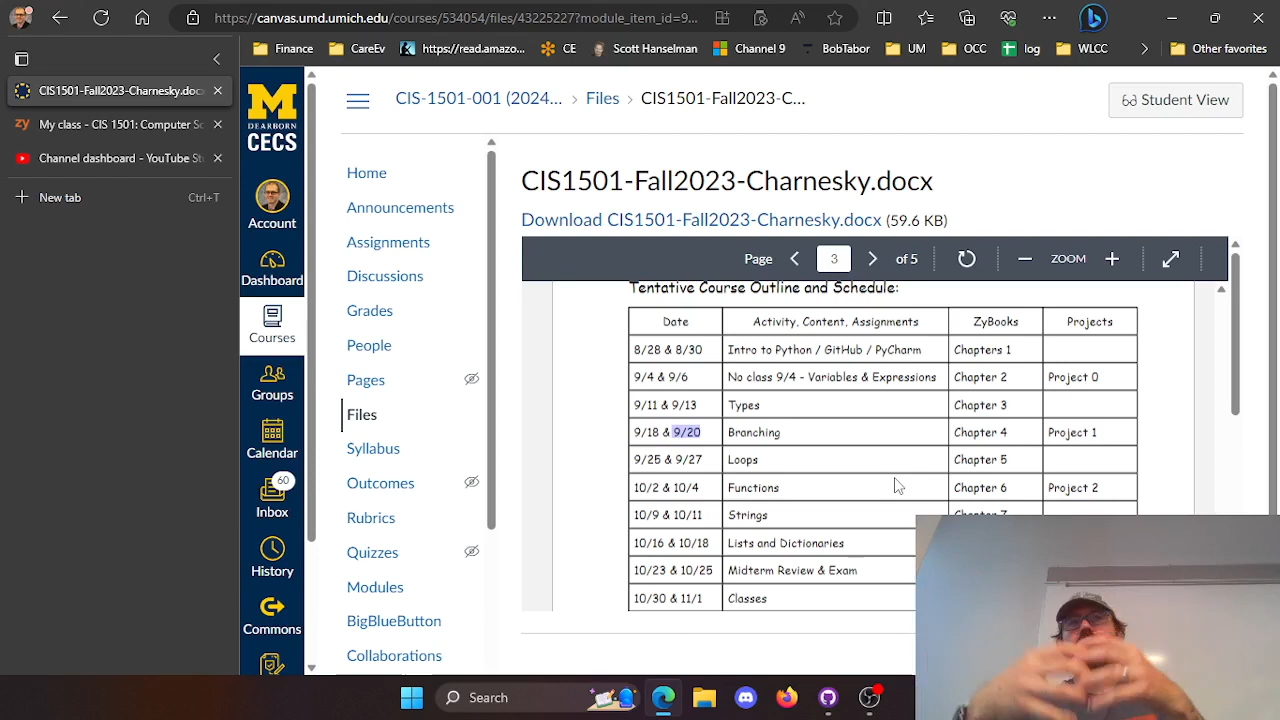 https://canvas.umich.edu/courses/534054/files/43225227?module_item_id=9...
Finance
CareEv
https://read.amazo...
CE
Scott Hanselman
Channel 9
BobTabor
UM
OCC
log
WLCC
Other favorites
CIS1501-Fall2023-Charnesky.docx
zy My class - CIS 150: Computer Sc
Channel dashboard - YouTube St
New tab Ctrl+T
M
DEARBORN
CECS
Account
Dashboard
Courses
Groups
Calendar
60
Inbox
History
Commons
CIS-1501-001 (2024... > Files > CIS1501-Fall2023-C...
Student View
Home
Announcements
Assignments
Discussions
Grades
People
Pages
Files
Syllabus
Outcomes
Rubrics
Quizzes
Modules
BigBlueButton
Collaborations
CIS1501-Fall2023-Charnesky.docx
Download CIS1501-Fall2023-Charnesky.docx (59.6 KB)
Page 3 of 5 ZOOM
Tentative Course Outline and Schedule:
Date Activity, Content, Assignments ZyBooks Projects
8/28 & 8/30 Intro to Python / GitHub / PyCharm Chapters 1
9/4 & 9/6 No class 9/4 - Variables & Expressions Chapter 2 Project 0
9/11 & 9/13 Types Chapter 3
9/18 & 9/20 Branching Chapter 4 Project 1
9/25 & 9/27 Loops Chapter 5
10/2 & 10/4 Functions Chapter 6 Project 2
10/9 & 10/11 Strings Chapter 7
10/16 & 10/18 Lists and Dictionaries
10/23 & 10/25 Midterm Review & Exam
10/30 & 11/1 Classes
Search